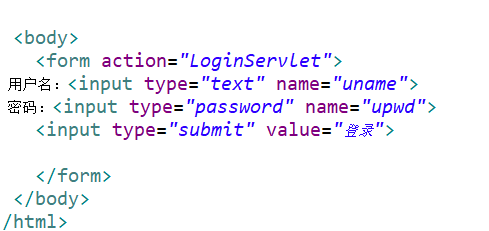 <body>
<form action="LoginServlet">
用户名：<input type="text" name="uname">
密码：<input type="password" name="upwd">
<input type="submit" value="登录">
</form>
</body>
/html>